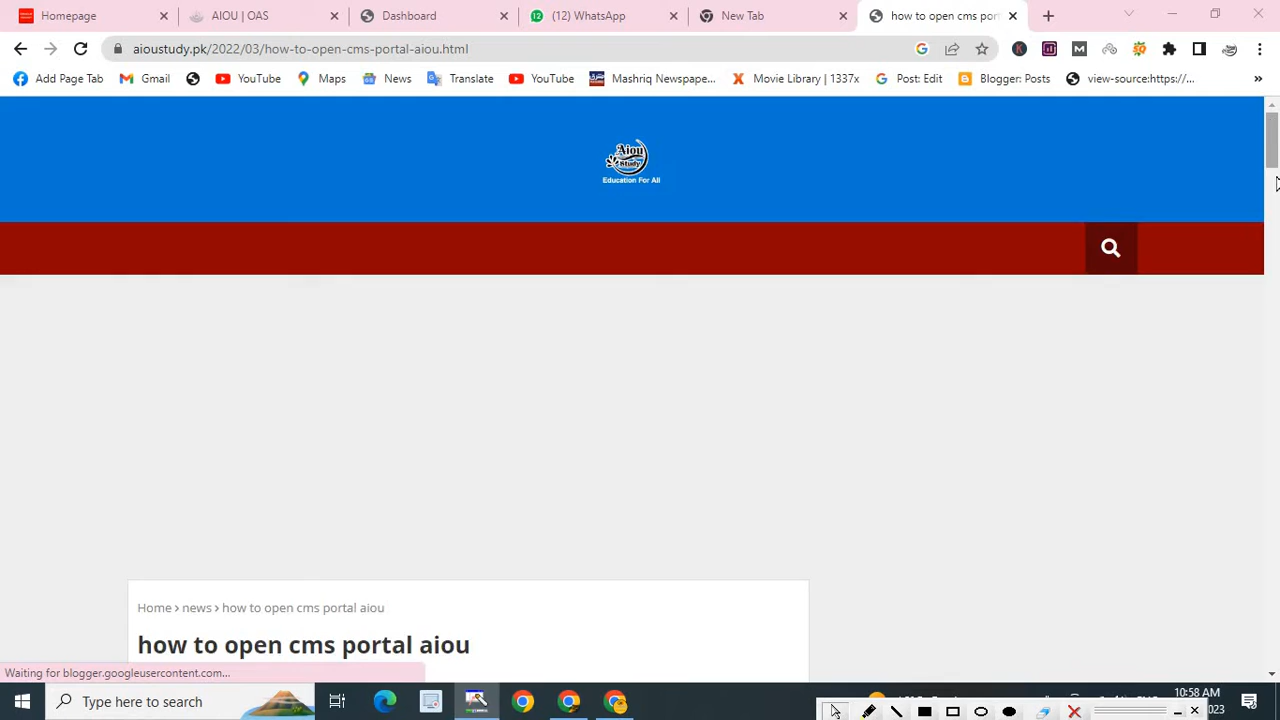 Homepage
AIOU | OAS
Dashboard
(12) WhatsApp
New Tab
how to open cms por
aioustudy.pk/2022/03/how-to-open-cms-portal-aiou.html
Add Page Tab
Gmail
YouTube
Maps
News
Translate
YouTube
Mashriq Newspape...
Movie Library | 1337x
Post: Edit
Blogger: Posts
view-source:https://...
Aiou
Study
Education For All
Home › news › how to open cms portal aiou
how to open cms portal aiou
Waiting for blogger.googleusercontent.com...
Type here to search
10:58 AM